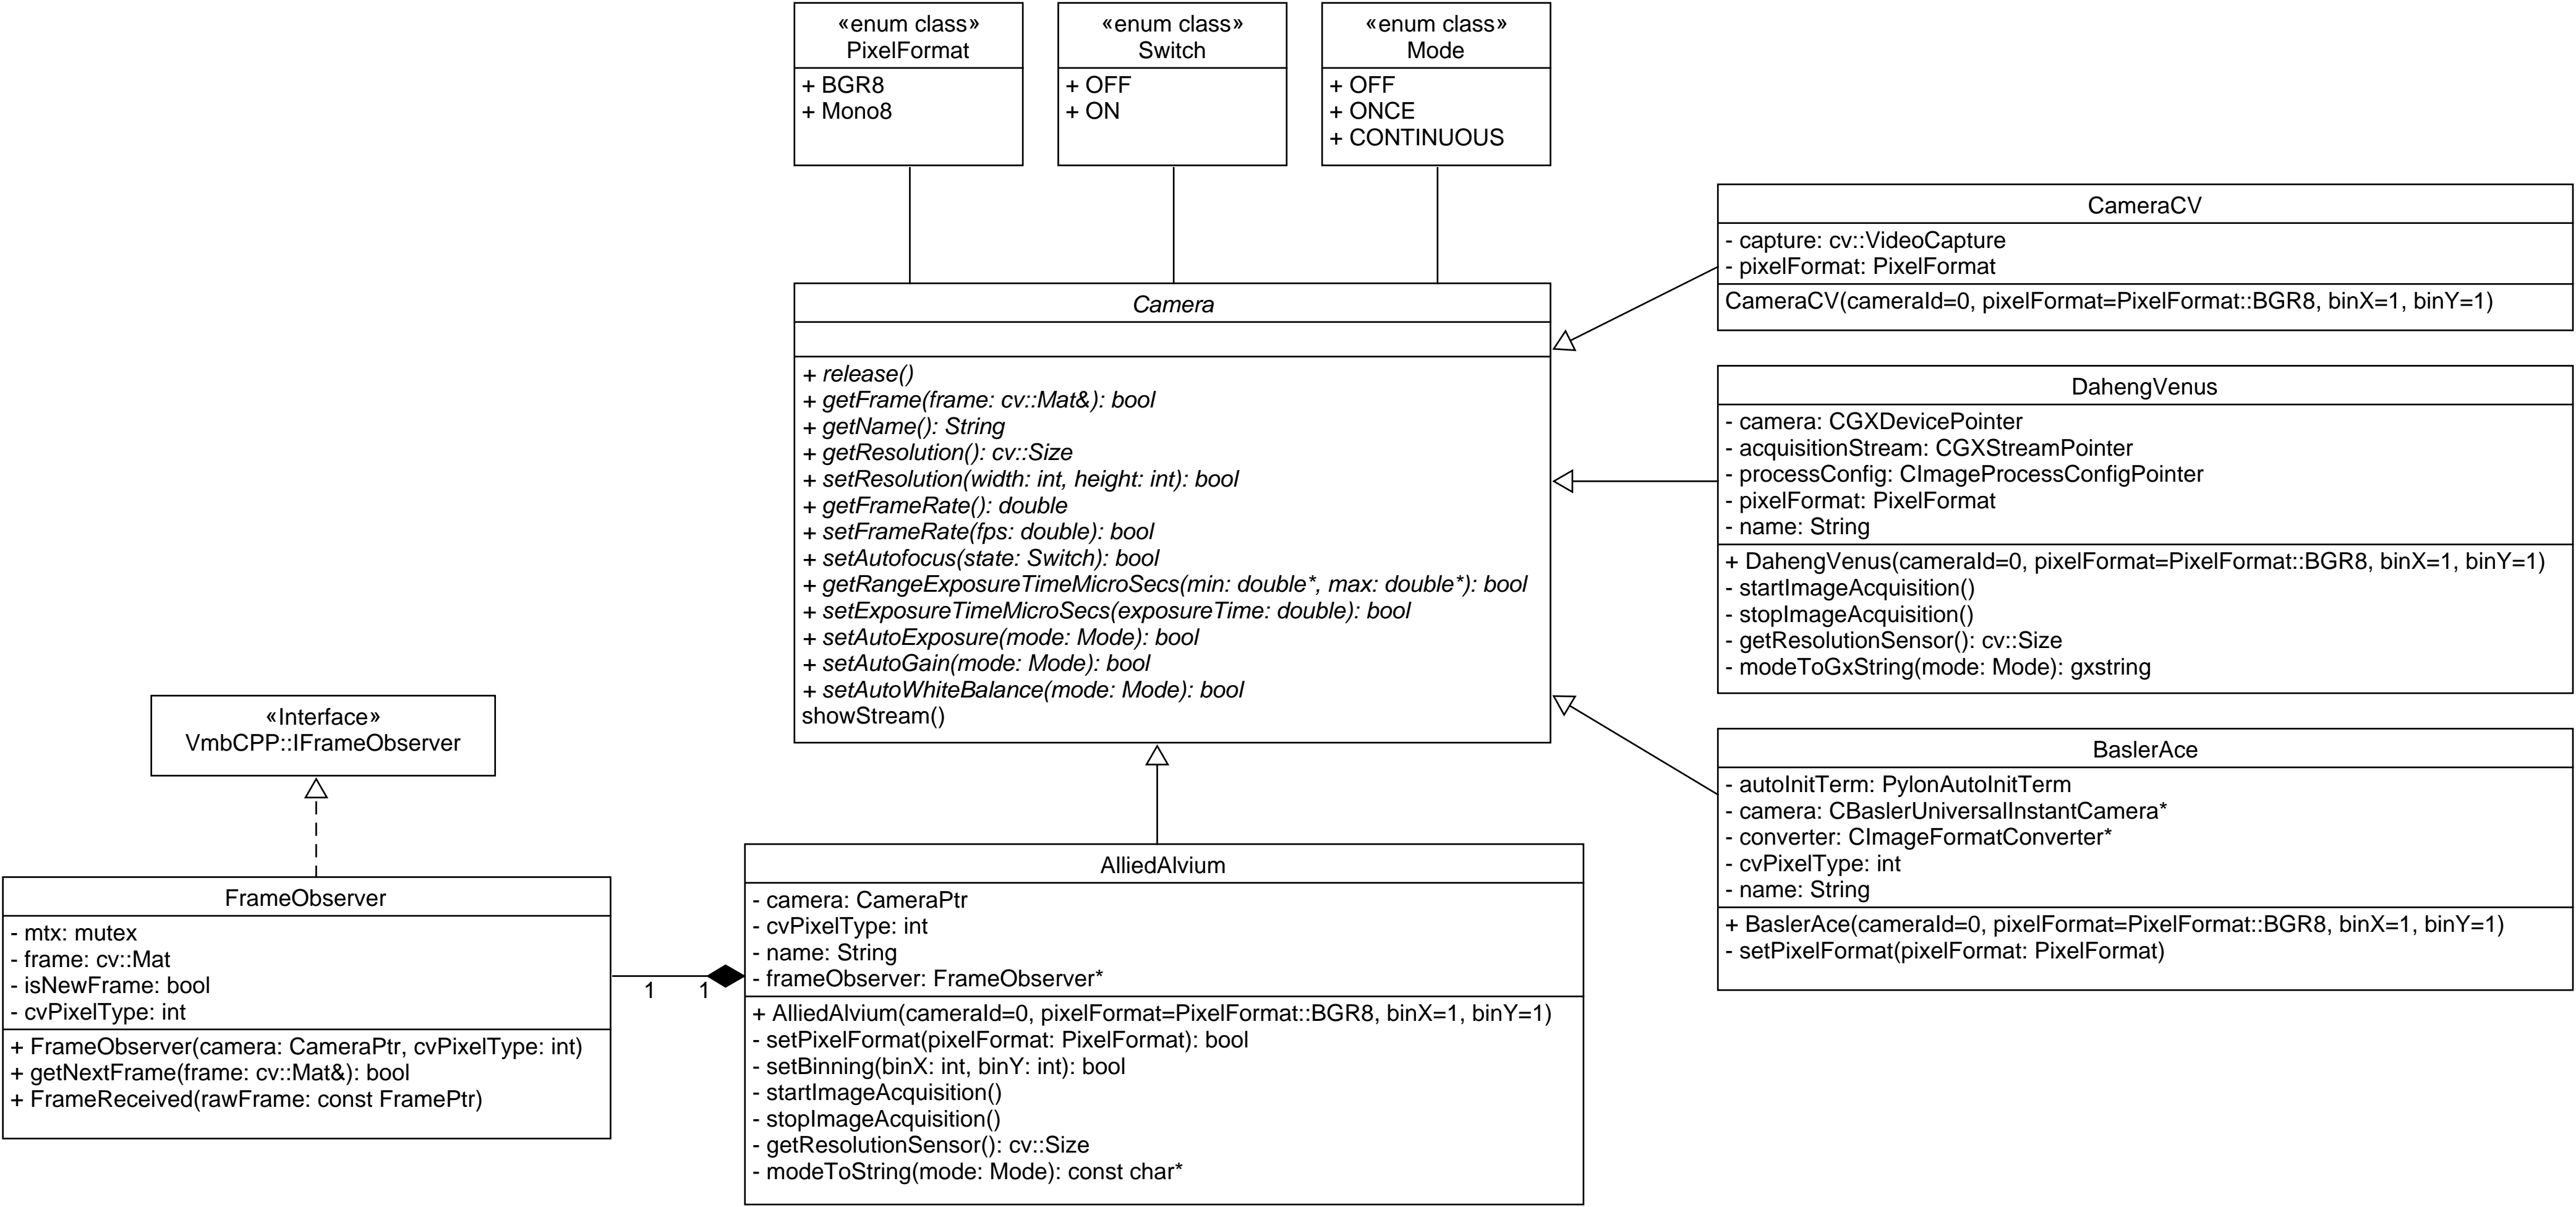 «enum class»
PixelFormat
+ BGR8
+ Mono8
«enum class»
Switch
+ OFF
+ ON
«enum class»
Mode
+ OFF
+ ONCE
+ CONTINUOUS
CameraCV
- capture: cv::VideoCapture
- pixelFormat: PixelFormat
CameraCV(cameraId=0, pixelFormat=PixelFormat::BGR8, binX=1, binY=1)
Camera
+ release()
+ getFrame(frame: cv::Mat&): bool
+ getName(): String
+ getResolution(): cv::Size
+ setResolution(width: int, height: int): bool
+ getFrameRate(): double
+ setFrameRate(fps: double): bool
+ setAutofocus(state: Switch): bool
+ getRangeExposureTimeMicroSecs(min: double*, max: double*): bool
+ setExposureTimeMicroSecs(exposureTime: double): bool
+ setAutoExposure(mode: Mode): bool
+ setAutoGain(mode: Mode): bool
+ setAutoWhiteBalance(mode: Mode): bool
showStream()
DahengVenus
- camera: CGXDevicePointer
- acquisitionStream: CGXStreamPointer
- processConfig: CImageProcessConfigPointer
- pixelFormat: PixelFormat
- name: String
+ DahengVenus(cameraId=0, pixelFormat=PixelFormat::BGR8, binX=1, binY=1)
- startImageAcquisition()
- stopImageAcquisition()
- getResolutionSensor(): cv::Size
- modeToGxString(mode: Mode): gxstring
«Interface»
VmbCPP::IFrameObserver
BaslerAce
- autoInitTerm: PylonAutoInitTerm
- camera: CBaslerUniversalInstantCamera*
- converter: CImageFormatConverter*
- cvPixelType: int
- name: String
+ BaslerAce(cameraId=0, pixelFormat=PixelFormat::BGR8, binX=1, binY=1)
- setPixelFormat(pixelFormat: PixelFormat)
FrameObserver
- mtx: mutex
- frame: cv::Mat
- isNewFrame: bool
- cvPixelType: int
+ FrameObserver(camera: CameraPtr, cvPixelType: int)
+ getNextFrame(frame: cv::Mat&): bool
+ FrameReceived(rawFrame: const FramePtr)
1 1
AlliedAlvium
- camera: CameraPtr
- cvPixelType: int
- name: String
- frameObserver: FrameObserver*
+ AlliedAlvium(cameraId=0, pixelFormat=PixelFormat::BGR8, binX=1, binY=1)
- setPixelFormat(pixelFormat: PixelFormat): bool
- setBinning(binX: int, binY: int): bool
- startImageAcquisition()
- stopImageAcquisition()
- getResolutionSensor(): cv::Size
- modeToString(mode: Mode): const char*